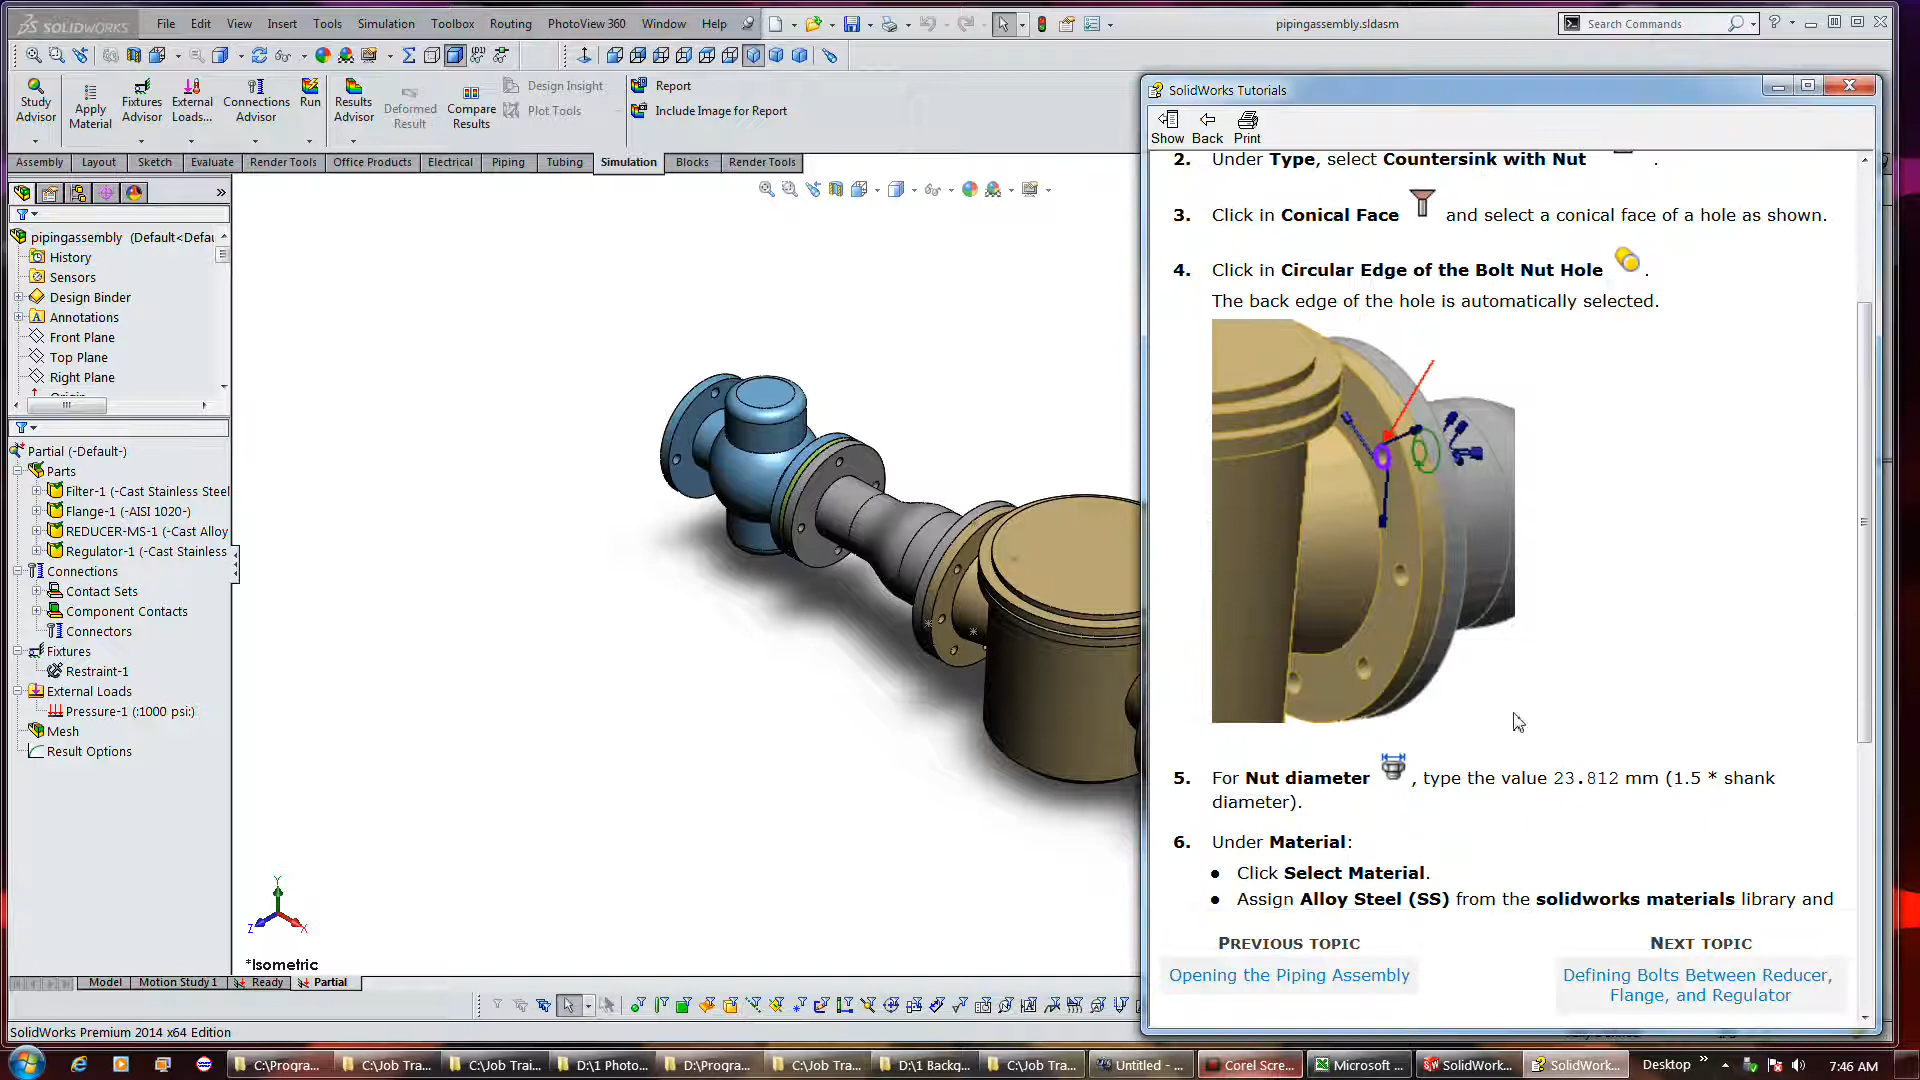 SOLIDWORKS
File Edit View Insert Tools Simulation Toolbox Routing PhotoView 360 Window Help
pipingassembly.sldasm
Search Commands
Study Advisor
Apply Material
Fixtures Advisor
External Loads...
Connections Advisor
Run
Results Advisor
Deformed Result
Compare Results
Design Insight
Plot Tools
Report
Include Image for Report
Assembly Layout Sketch Evaluate Render Tools Office Products Electrical Piping Tubing Simulation Blocks Render Tools
pipingassembly (Default<Defau
History
Sensors
Design Binder
Annotations
Front Plane
Top Plane
Right Plane
Partial (-Default-)
Parts
Filter-1 (-Cast Stainless Steel
Flange-1 (-AISI 1020-)
REDUCER-MS-1 (-Cast Alloy
Regulator-1 (-Cast Stainless
Connections
Contact Sets
Component Contacts
Connectors
Fixtures
Restraint-1
External Loads
Pressure-1 (:1000 psi:)
Mesh
Result Options
Y
Z
X
*Isometric
Model Motion Study 1 Ready Partial
SolidWorks Premium 2014 x64 Edition
SolidWorks Tutorials
Show Back Print
2. Under Type, select Countersink with Nut .
3. Click in Conical Face and select a conical face of a hole as shown.
4. Click in Circular Edge of the Bolt Nut Hole .
The back edge of the hole is automatically selected.
5. For Nut diameter , type the value 23.812 mm (1.5 * shank
diameter).
6. Under Material:
• Click Select Material.
• Assign Alloy Steel (SS) from the solidworks materials library and
PREVIOUS TOPIC
Opening the Piping Assembly
NEXT TOPIC
Defining Bolts Between Reducer,
Flange, and Regulator
C:\Progra... C:\Job Tra... C:\Job Trai... D:\1 Photo... D:\Progra... C:\Job Tra... D:\1 Backg... C:\Job Tra... Untitled - ... Corel Scre... Microsoft ... SolidWork... SolidWork... Desktop » 7:46 AM